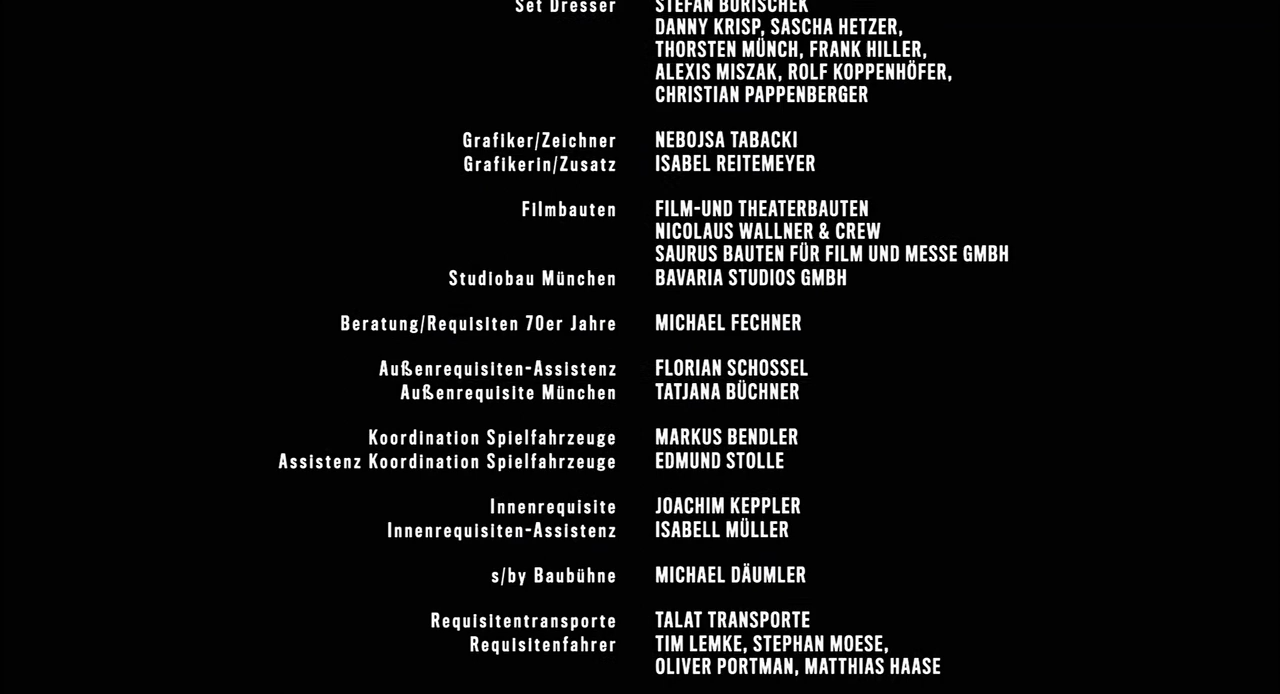 Set Dresser STEFAN BORISCHEK
DANNY KRISP, SASCHA HETZER,
THORSTEN MÜNCH, FRANK HILLER,
ALEXIS MISZAK, ROLF KOPPENHÖFER,
CHRISTIAN PAPPENBERGER
Grafiker/Zeichner NEBOJSA TABACKI
Grafikerin/Zusatz ISABEL REITEMEYER
Filmbauten FILM-UND THEATERBAUTEN
NICOLAUS WALLNER & CREW
SAURUS BAUTEN FÜR FILM UND MESSE GMBH
Studiobau München BAVARIA STUDIOS GMBH
Beratung/Requisiten 70er Jahre MICHAEL FECHNER
Außenrequisiten-Assistenz FLORIAN SCHOSSEL
Außenrequisite München TATJANA BÜCHNER
Koordination Spielfahrzeuge MARKUS BENDLER
Assistenz Koordination Spielfahrzeuge EDMUND STOLLE
Innenrequisite JOACHIM KEPPLER
Innenrequisiten-Assistenz ISABELL MÜLLER
s/by Baubühne MICHAEL DÄUMLER
Requisitentransporte TALAT TRANSPORTE
Requisitenfahrer TIM LEMKE, STEPHAN MOESE,
OLIVER PORTMAN, MATTHIAS HAASE